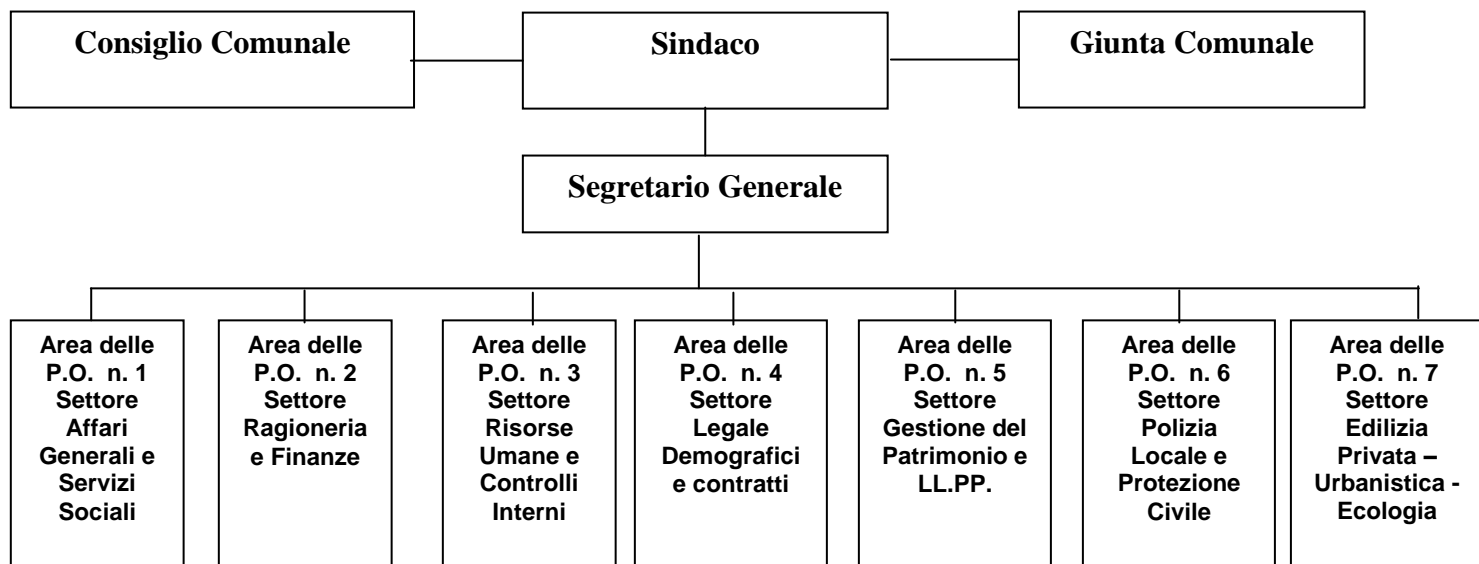 Consiglio Comunale
Sindaco
Giunta Comunale
Segretario Generale
Area delle
P.O. n. 1
Settore
Affari
Generali e
Servizi
Sociali
Area delle
P.O. n. 2
Settore
Ragioneria
e Finanze
Area delle
P.O. n. 3
Settore
Risorse
Umane e
Controlli
Interni
Area delle
P.O. n. 4
Settore
Legale
Demografici
e contratti
Area delle
P.O. n. 5
Settore
Gestione del
Patrimonio e
LL.PP.
Area delle
P.O. n. 6
Settore
Polizia
Locale e
Protezione
Civile
Area delle
P.O. n. 7
Settore
Edilizia
Privata –
Urbanistica -
Ecologia